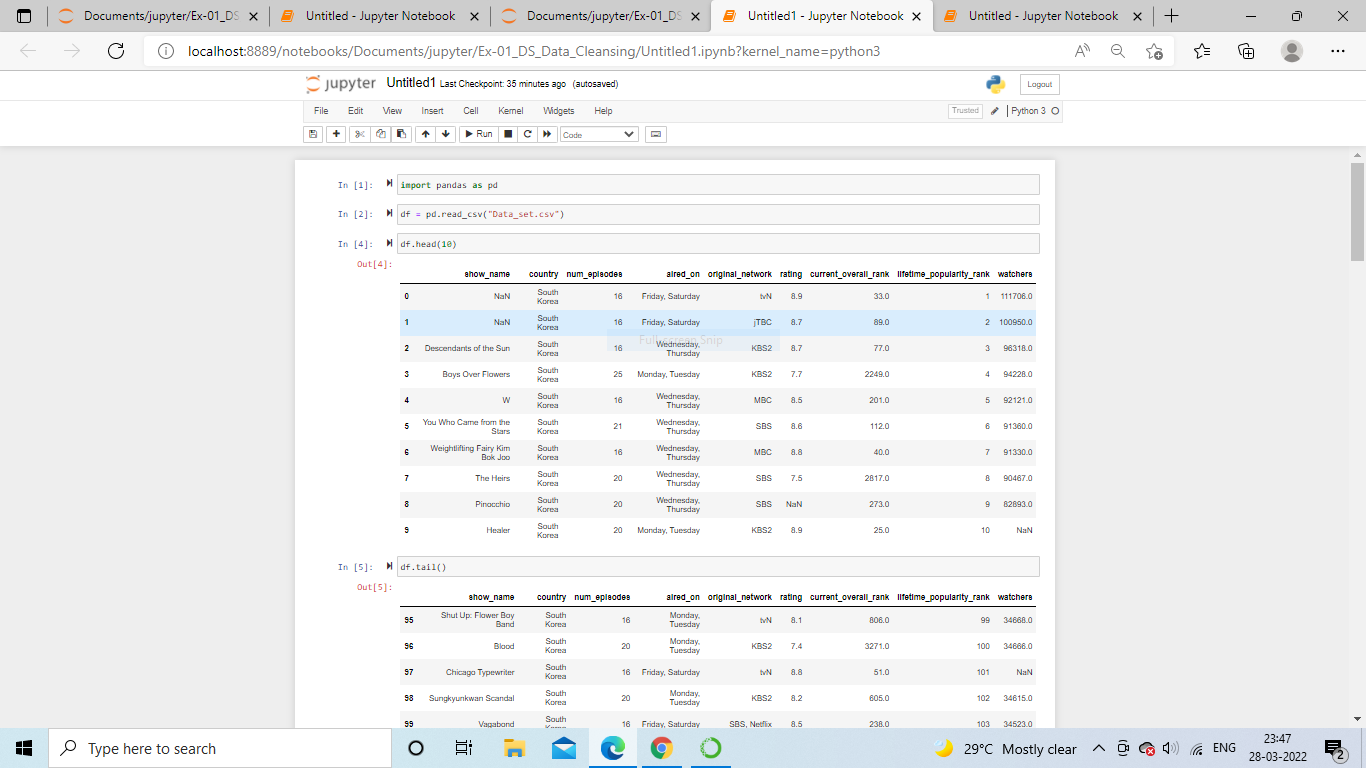 Documents/jupyter/Ex-01_DS
Untitled - Jupyter Notebook
Documents/jupyter/Ex-01_DS
Untitled1 - Jupyter Notebook
Untitled - Jupyter Notebook
localhost:8889/notebooks/Documents/jupyter/Ex-01_DS_Data_Cleansing/Untitled1.ipynb?kernel_name=python3
jupyter Untitled1 Last Checkpoint: 35 minutes ago (autosaved) Logout
File Edit View Insert Cell Kernel Widgets Help Trusted Python 3
Run Code
In [1]: import pandas as pd
In [2]: df = pd.read_csv("Data_set.csv")
In [4]: df.head(10)
Out[4]:
show_name country num_episodes aired_on original_network rating current_overall_rank lifetime_popularity_rank watchers
0 NaN South Korea 16 Friday, Saturday tvN 8.9 33.0 1 111706.0
1 NaN South Korea 16 Friday, Saturday jTBC 8.7 89.0 2 100950.0
Full-screen Snip
2 Descendants of the Sun South Korea 16 Wednesday, Thursday KBS2 8.7 77.0 3 96318.0
3 Boys Over Flowers South Korea 25 Monday, Tuesday KBS2 7.7 2249.0 4 94228.0
4 W South Korea 16 Wednesday, Thursday MBC 8.5 201.0 5 92121.0
5 You Who Came from the Stars South Korea 21 Wednesday, Thursday SBS 8.6 112.0 6 91360.0
6 Weightlifting Fairy Kim Bok Joo South Korea 16 Wednesday, Thursday MBC 8.8 40.0 7 91330.0
7 The Heirs South Korea 20 Wednesday, Thursday SBS 7.5 2817.0 8 90467.0
8 Pinocchio South Korea 20 Wednesday, Thursday SBS NaN 273.0 9 82893.0
9 Healer South Korea 20 Monday, Tuesday KBS2 8.9 25.0 10 NaN
In [5]: df.tail()
Out[5]:
show_name country num_episodes aired_on original_network rating current_overall_rank lifetime_popularity_rank watchers
95 Shut Up: Flower Boy Band South Korea 16 Monday, Tuesday tvN 8.1 806.0 99 34668.0
96 Blood South Korea 20 Monday, Tuesday KBS2 7.4 3271.0 100 34666.0
97 Chicago Typewriter South Korea 16 Friday, Saturday tvN 8.8 51.0 101 NaN
98 Sungkyunkwan Scandal South Korea 20 Monday, Tuesday KBS2 8.2 605.0 102 34615.0
99 Vagabond South 16 Friday, Saturday SBS, Netflix 8.5 238.0 103 34523.0
Type here to search
29°C Mostly clear
ENG
23:47
28-03-2022
2